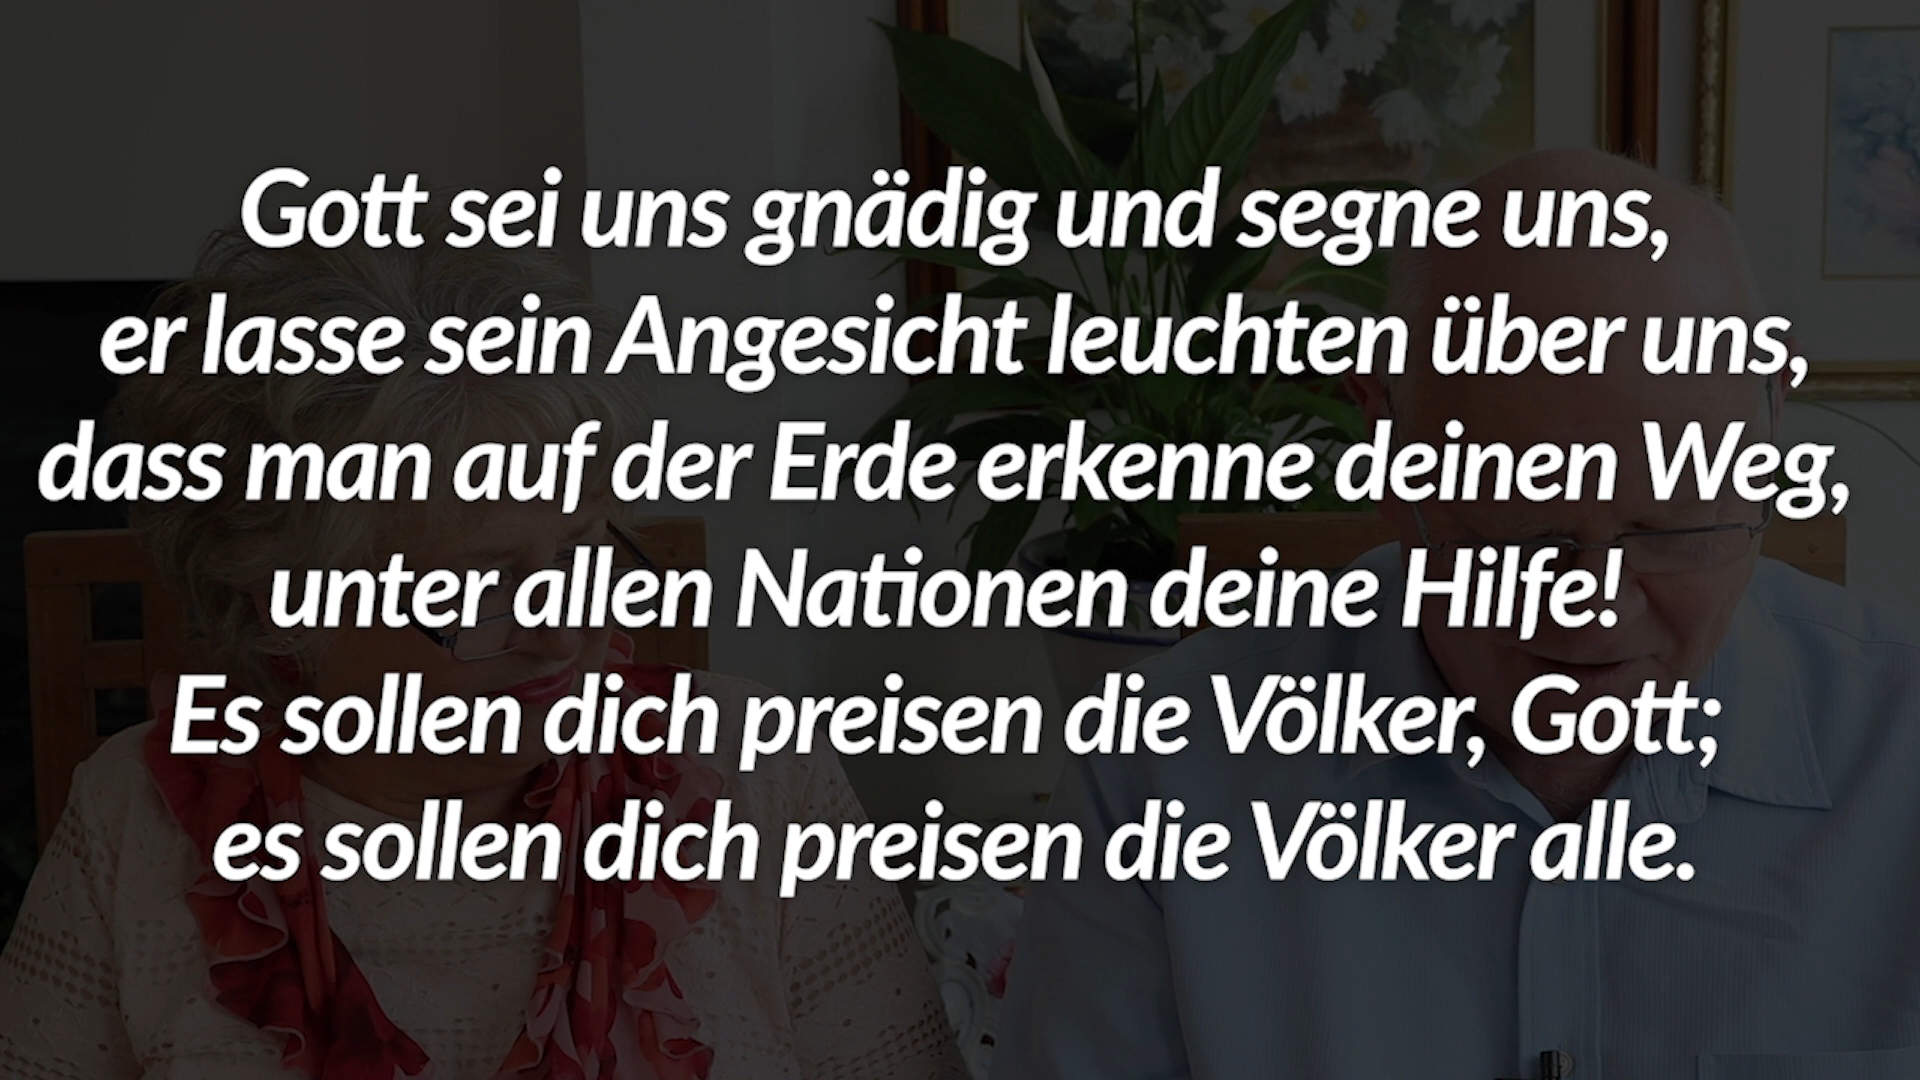 Gott sei uns gnädig und segne uns,
er lasse sein Angesicht leuchten über uns,
dass man auf der Erde erkenne deinen Weg,
unter allen Nationen deine Hilfe!
Es sollen dich preisen die Völker, Gott;
es sollen dich preisen die Völker alle.